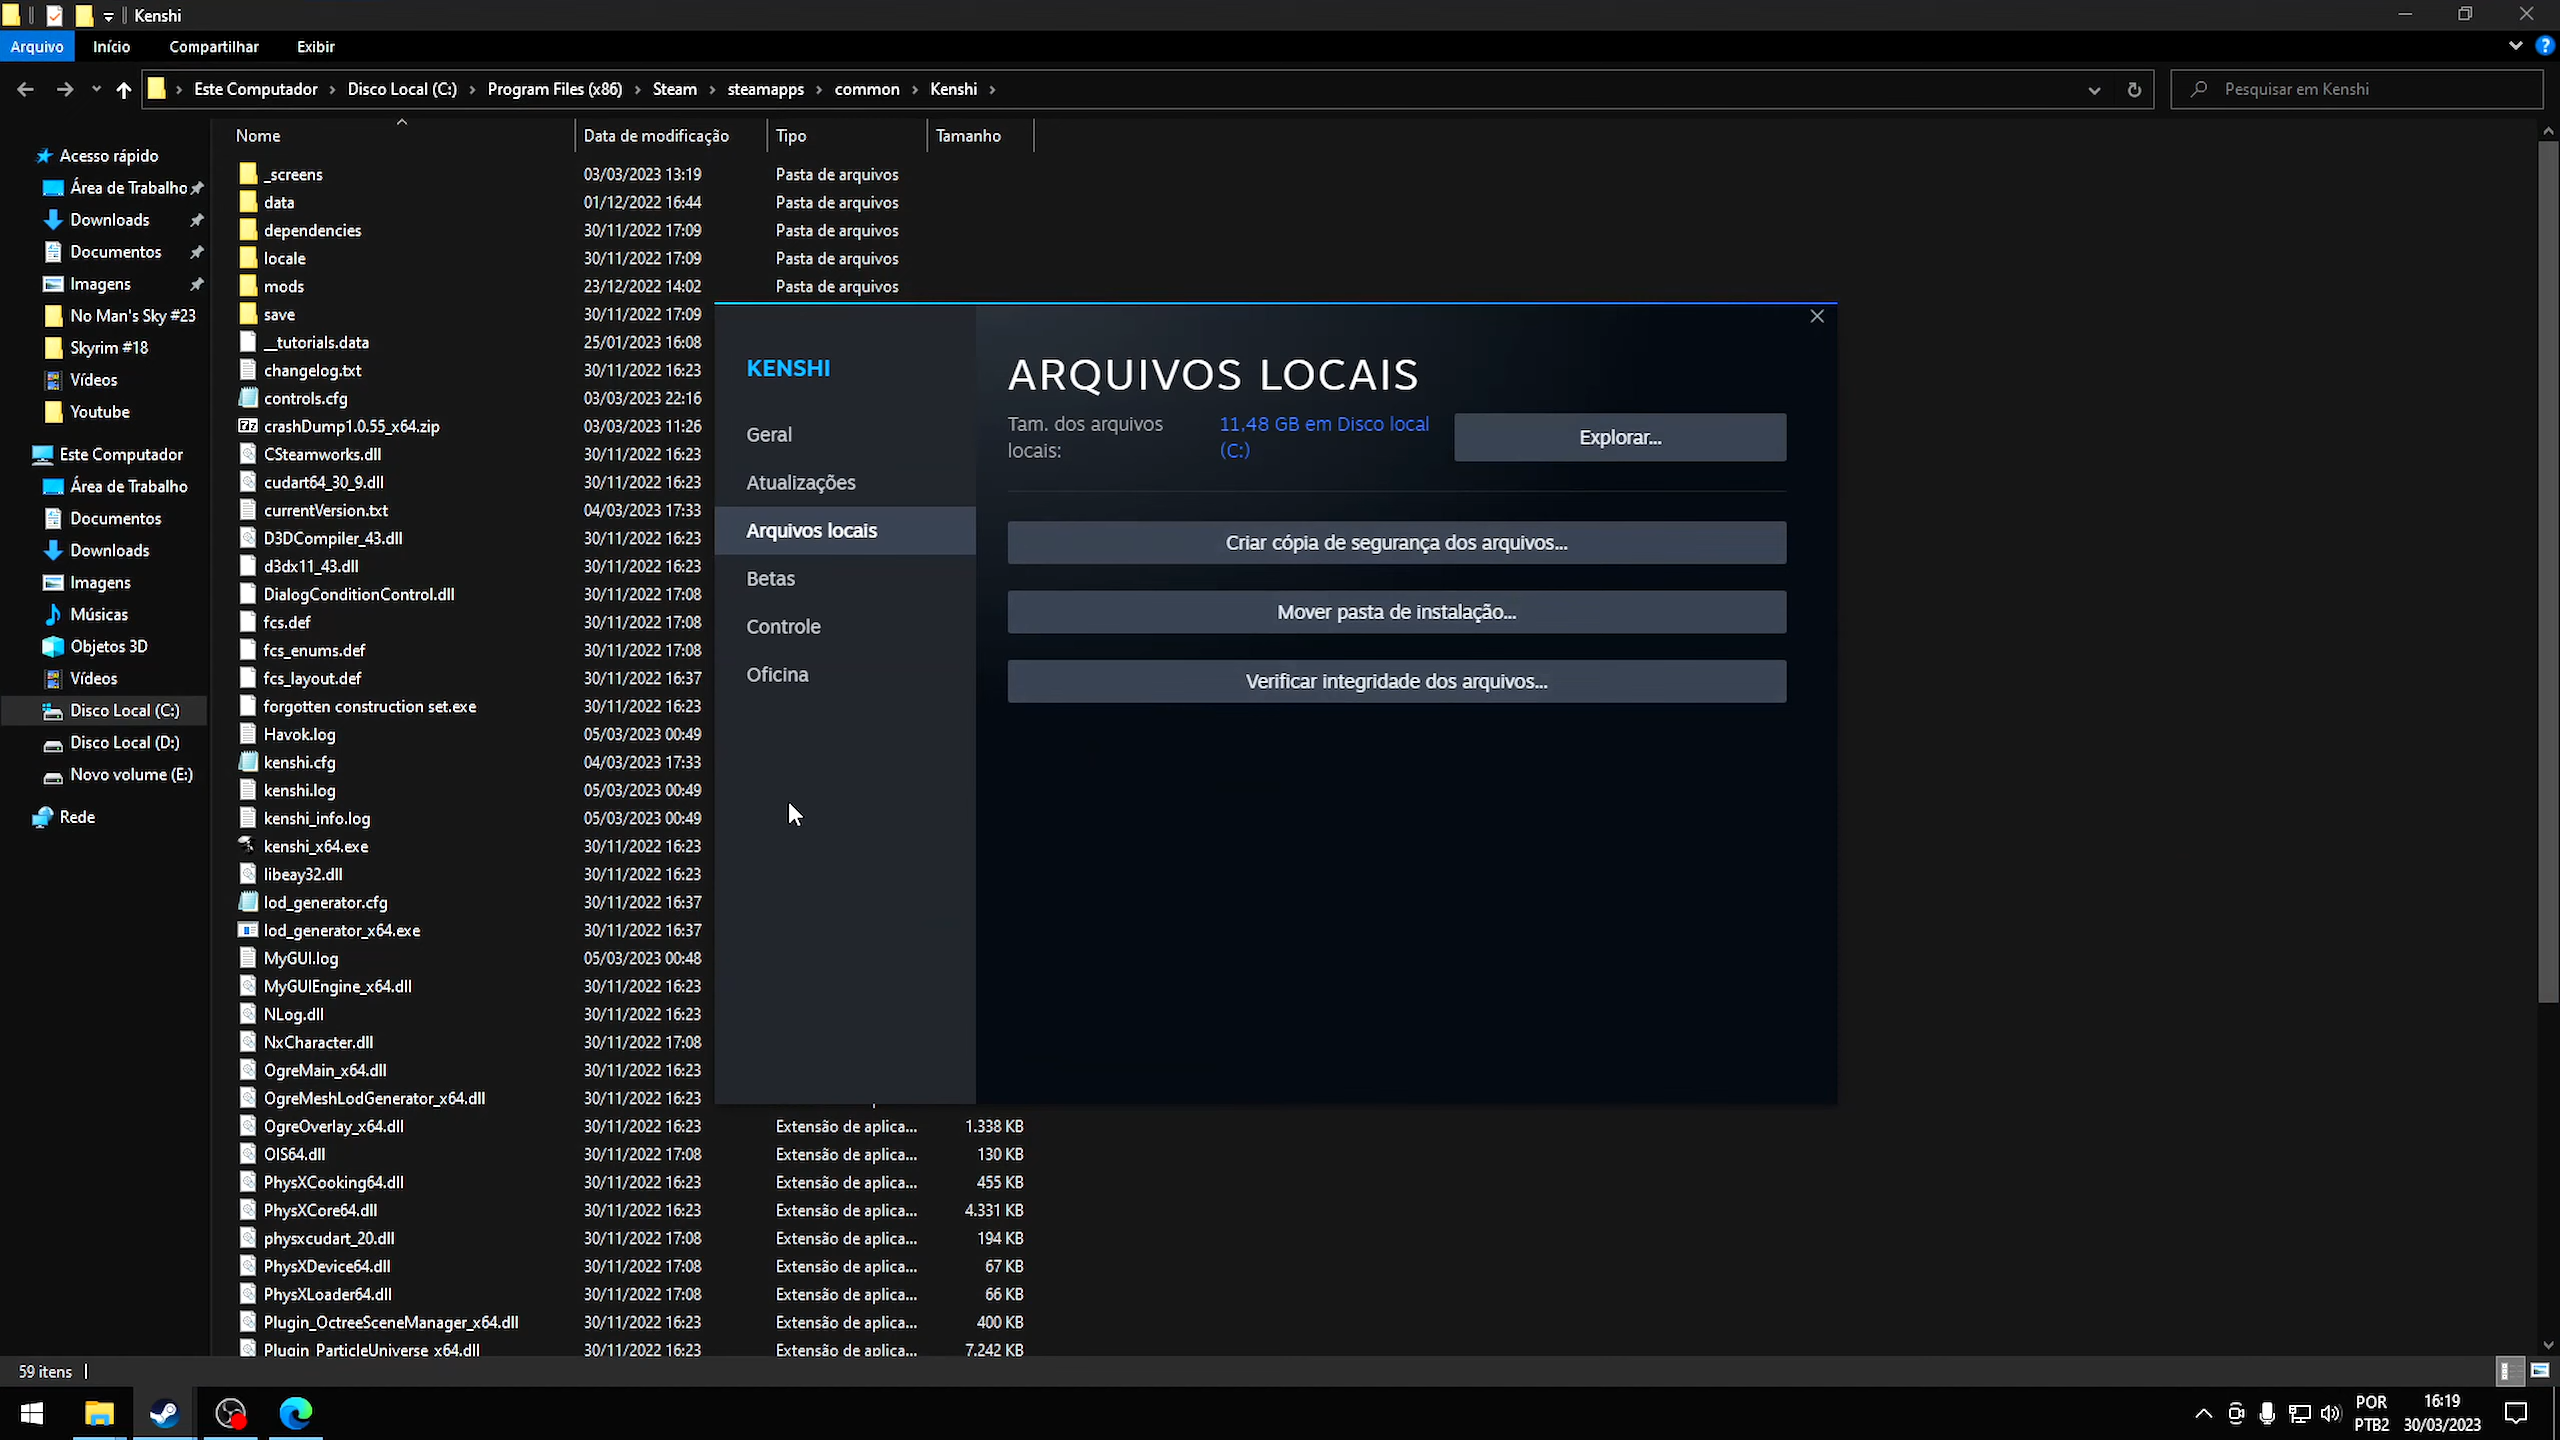 Kenshi
Arquivo Início Compartilhar Exibir
Este Computador Disco Local (C:) Program Files (x86) Steam steamapps common Kenshi
Pesquisar em Kenshi
Acesso rápido
Área de Trabalho
Downloads
Documentos
Imagens
No Man's Sky #23
Skyrim #18
Vídeos
Youtube
Este Computador
Área de Trabalho
Documentos
Downloads
Imagens
Músicas
Objetos 3D
Vídeos
Disco Local (C:)
Disco Local (D:)
Novo volume (E:)
Rede
Nome Data de modificação Tipo Tamanho
_screens 03/03/2023 13:19 Pasta de arquivos
data 01/12/2022 16:44 Pasta de arquivos
dependencies 30/11/2022 17:09 Pasta de arquivos
locale 30/11/2022 17:09 Pasta de arquivos
mods 23/12/2022 14:02 Pasta de arquivos
save 30/11/2022 17:09
__tutorials.data 25/01/2023 16:08
changelog.txt 30/11/2022 16:23
controls.cfg 03/03/2023 22:16
crashDump1.0.55_x64.zip 03/03/2023 11:26
CSteamworks.dll 30/11/2022 16:23
cudart64_30_9.dll 30/11/2022 16:23
currentVersion.txt 04/03/2023 17:33
D3DCompiler_43.dll 30/11/2022 16:23
d3dx11_43.dll 30/11/2022 16:23
DialogConditionControl.dll 30/11/2022 17:08
fcs.def 30/11/2022 17:08
fcs_enums.def 30/11/2022 17:08
fcs_layout.def 30/11/2022 16:37
forgotten construction set.exe 30/11/2022 16:23
Havok.log 05/03/2023 00:49
kenshi.cfg 04/03/2023 17:33
kenshi.log 05/03/2023 00:49
kenshi_info.log 05/03/2023 00:49
kenshi_x64.exe 30/11/2022 16:23
libeay32.dll 30/11/2022 16:23
lod_generator.cfg 30/11/2022 16:37
lod_generator_x64.exe 30/11/2022 16:37
MyGUI.log 05/03/2023 00:48
MyGUIEngine_x64.dll 30/11/2022 16:23
NLog.dll 30/11/2022 16:23
NxCharacter.dll 30/11/2022 17:08
OgreMain_x64.dll 30/11/2022 16:23
OgreMeshLodGenerator_x64.dll 30/11/2022 16:23
OgreOverlay_x64.dll 30/11/2022 16:23 Extensão de aplica... 1.338 KB
OIS64.dll 30/11/2022 17:08 Extensão de aplica... 130 KB
PhysXCooking64.dll 30/11/2022 16:23 Extensão de aplica... 455 KB
PhysXCore64.dll 30/11/2022 16:23 Extensão de aplica... 4.331 KB
physxcudart_20.dll 30/11/2022 17:08 Extensão de aplica... 194 KB
PhysXDevice64.dll 30/11/2022 17:08 Extensão de aplica... 67 KB
PhysXLoader64.dll 30/11/2022 17:08 Extensão de aplica... 66 KB
Plugin_OctreeSceneManager_x64.dll 30/11/2022 16:23 Extensão de aplica... 400 KB
Plugin_ParticleUniverse_x64.dll 30/11/2022 16:23 Extensão de aplica... 7.242 KB
KENSHI
Geral
Atualizações
Arquivos locais
Betas
Controle
Oficina
ARQUIVOS LOCAIS
Tam. dos arquivos
locais:
11,48 GB em Disco local
(C:)
Explorar...
Criar cópia de segurança dos arquivos...
Mover pasta de instalação...
Verificar integridade dos arquivos...
59 itens
POR
PTB2
16:19
30/03/2023